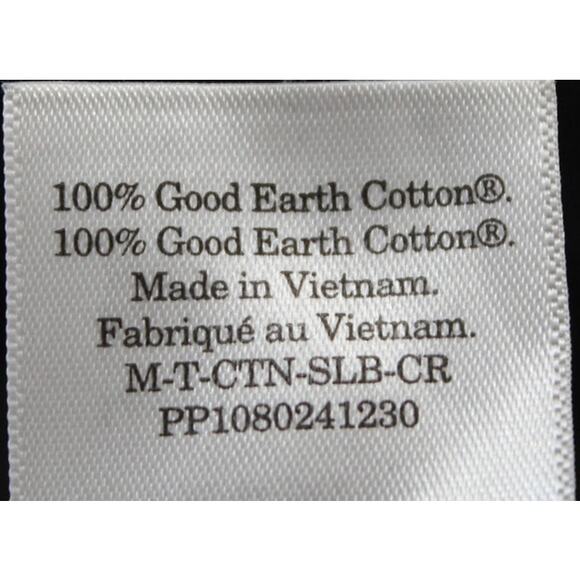 100% Good Earth Cotton®.
100% Good Earth Cotton®.
Made in Vietnam.
Fabriqué au Vietnam.
M-T-CTN-SLB-CR
PP1080241230